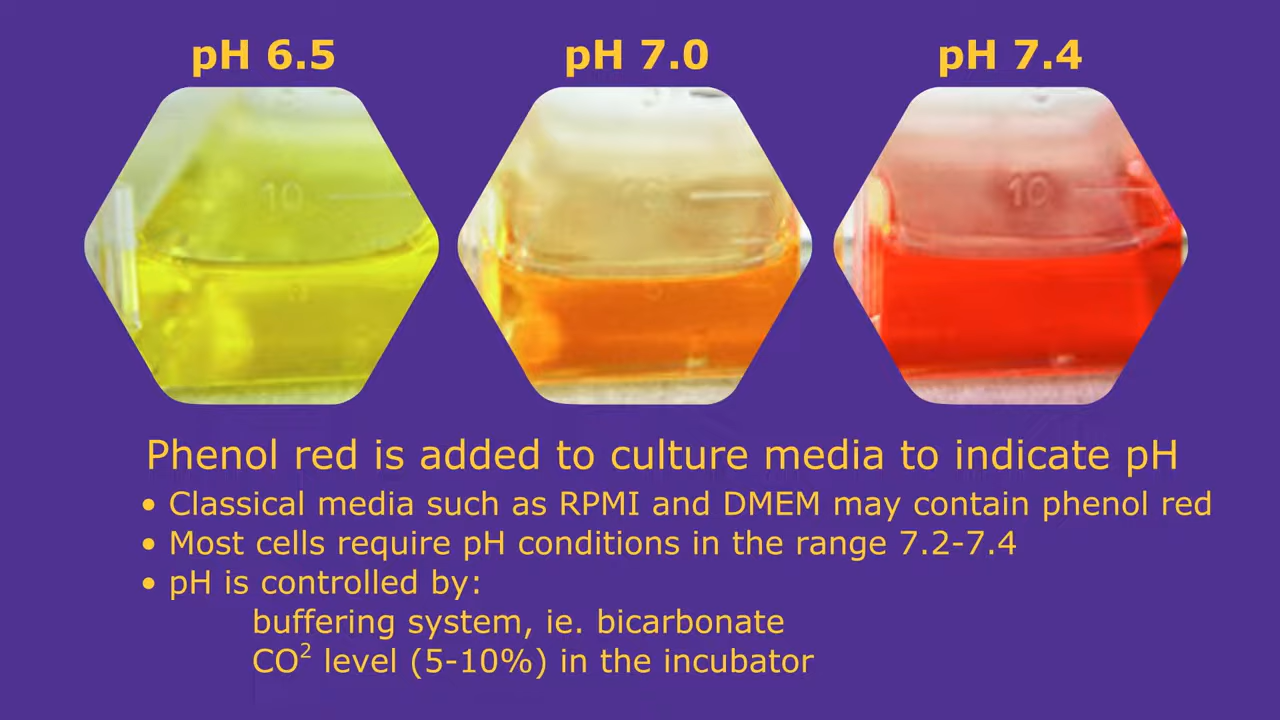 pH 6.5 pH 7.0 pH 7.4
10 10
Phenol red is added to culture media to indicate pH
• Classical media such as RPMI and DMEM may contain phenol red
• Most cells require pH conditions in the range 7.2-7.4
• pH is controlled by:
buffering system, ie. bicarbonate
CO² level (5-10%) in the incubator